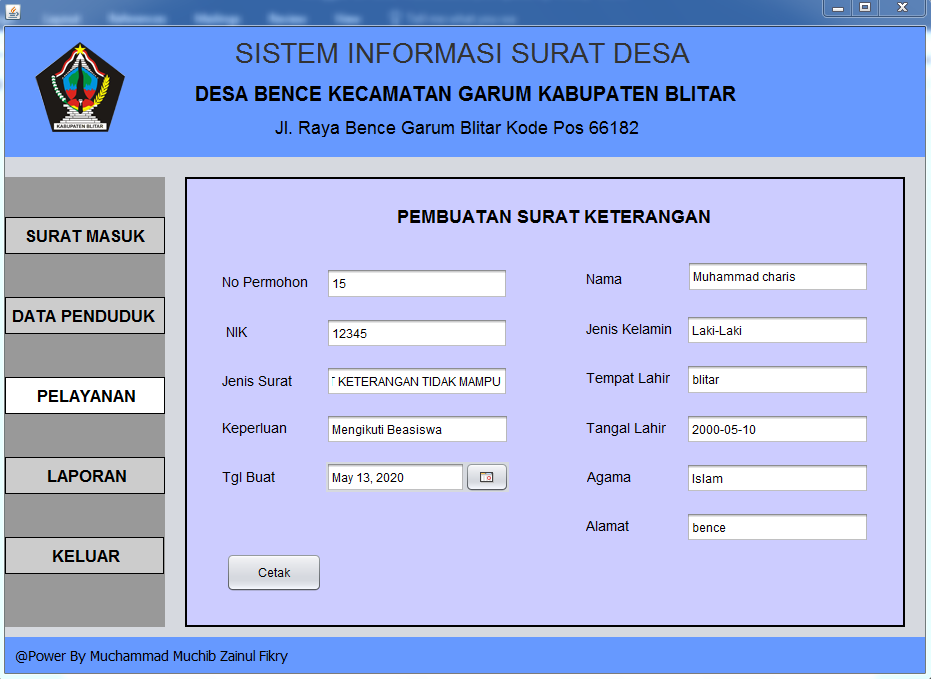 SISTEM INFORMASI SURAT DESA
DESA BENCE KECAMATAN GARUM KABUPATEN BLITAR
Jl. Raya Bence Garum Blitar Kode Pos 66182
KABUPATEN BLITAR
SURAT MASUK
DATA PENDUDUK
PELAYANAN
LAPORAN
KELUAR
PEMBUATAN SURAT KETERANGAN
No Permohon 15
NIK 12345
Jenis Surat KETERANGAN TIDAK MAMPU
Keperluan Mengikuti Beasiswa
Tgl Buat May 13, 2020
Cetak
Nama Muhammad charis
Jenis Kelamin Laki-Laki
Tempat Lahir blitar
Tangal Lahir 2000-05-10
Agama Islam
Alamat bence
@Power By Muchammad Muchib Zainul Fikry